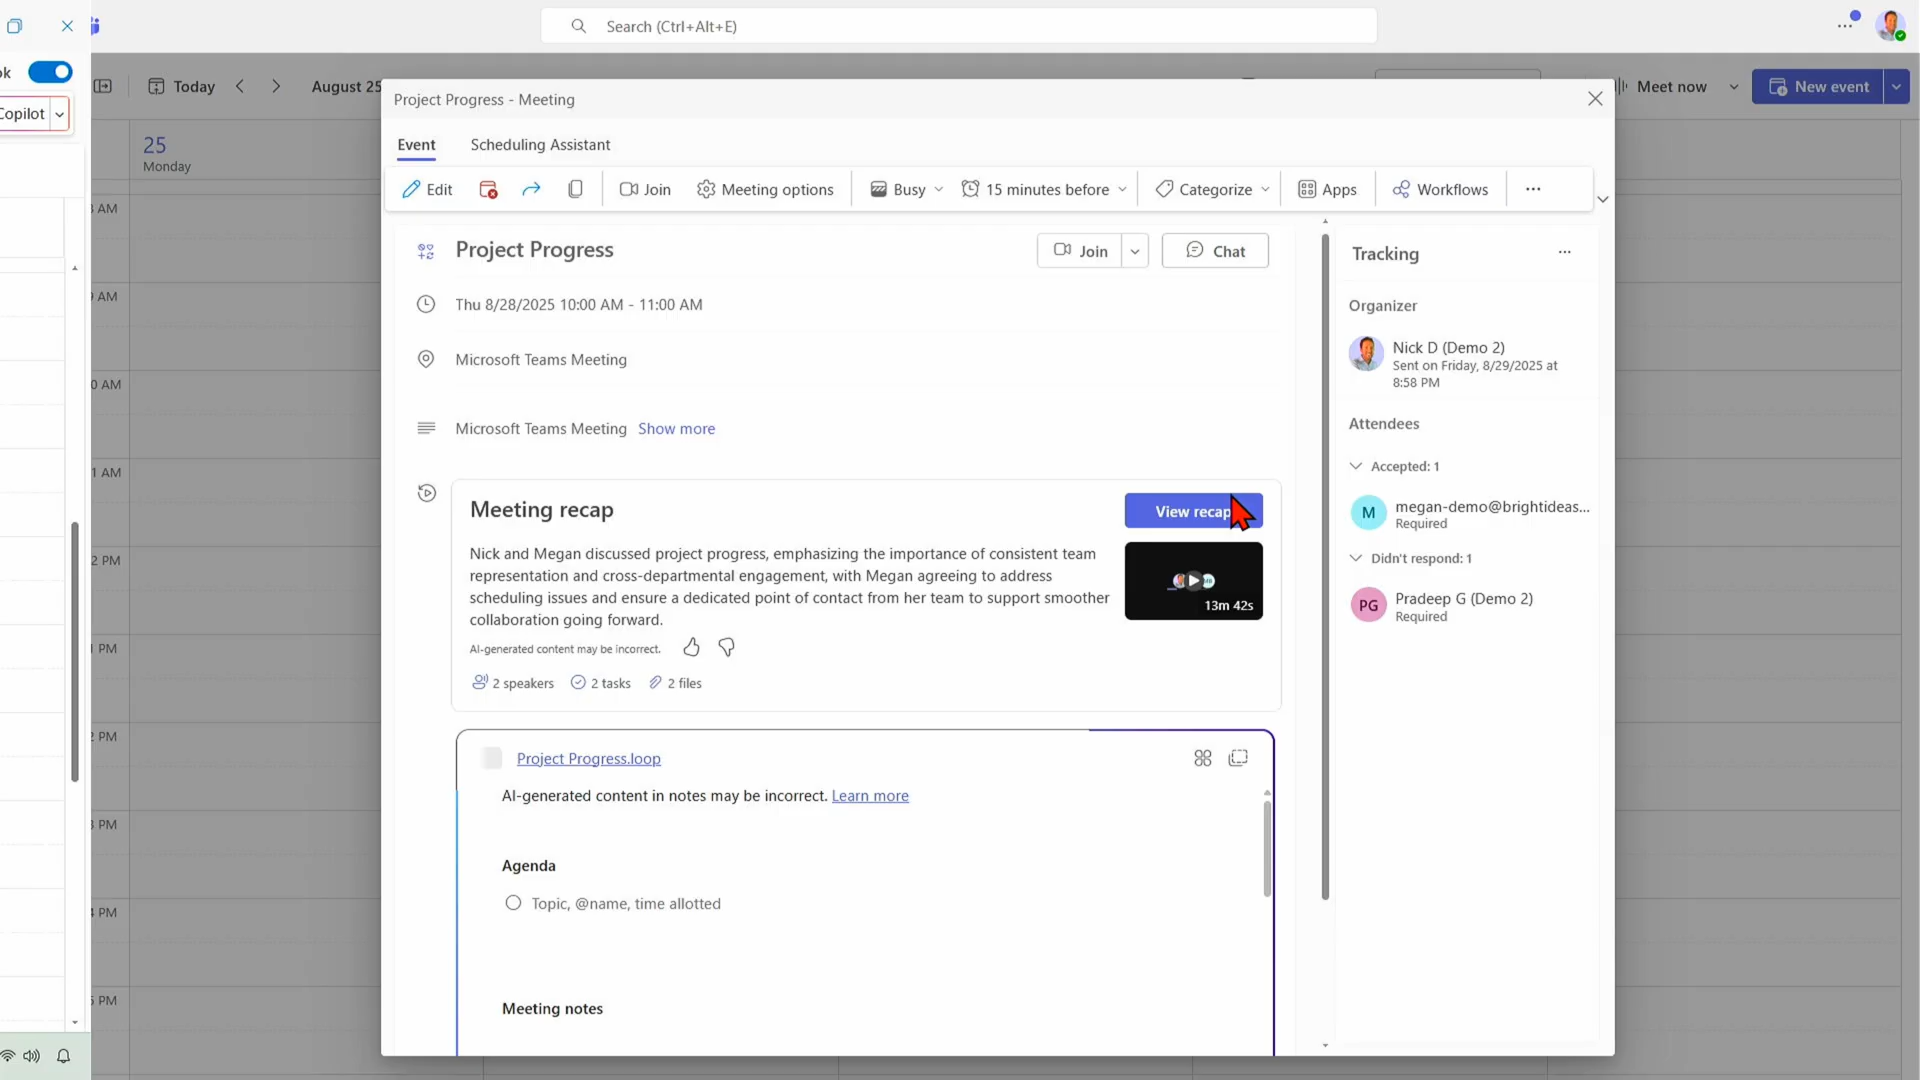 Search (Ctrl+Alt+E)
ok
Copilot
Today
August 25
Meet now
New event
25
Monday
Project Progress - Meeting
Event
Scheduling Assistant
Edit
Join
Meeting options
Busy
15 minutes before
Categorize
Apps
Workflows
Project Progress
Join
Chat
Thu 8/28/2025 10:00 AM - 11:00 AM
Microsoft Teams Meeting
Microsoft Teams Meeting Show more
Meeting recap
View recap
Nick and Megan discussed project progress, emphasizing the importance of consistent team
representation and cross-departmental engagement, with Megan agreeing to address
scheduling issues and ensure a dedicated point of contact from her team to support smoother
collaboration going forward.
13m 42s
AI-generated content may be incorrect.
2 speakers
2 tasks
2 files
Project Progress.loop
AI-generated content in notes may be incorrect. Learn more
Agenda
Topic, @name, time allotted
Meeting notes
Tracking
Organizer
Nick D (Demo 2)
Sent on Friday, 8/29/2025 at
8:58 PM
Attendees
Accepted: 1
M
megan-demo@brightideas...
Required
Didn't respond: 1
PG
Pradeep G (Demo 2)
Required
8 AM
9 AM
0 AM
1 AM
2 PM
1 PM
2 PM
3 PM
4 PM
5 PM